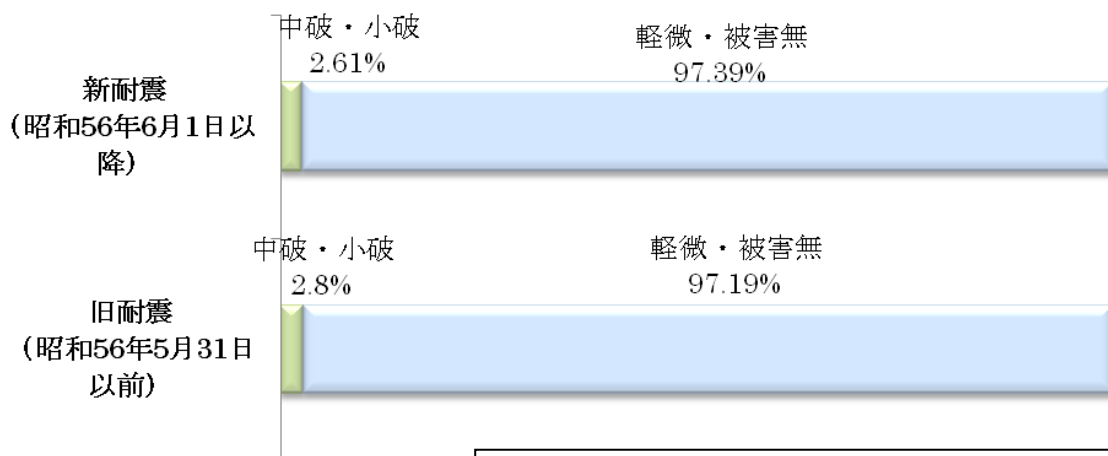 中破・小破
2.61%
軽微・被害無
97.39%
新耐震
(昭和56年6月1日以
降)
中破・小破
2.8%
軽微・被害無
97.19%
旧耐震
(昭和56年5月31日
以前)